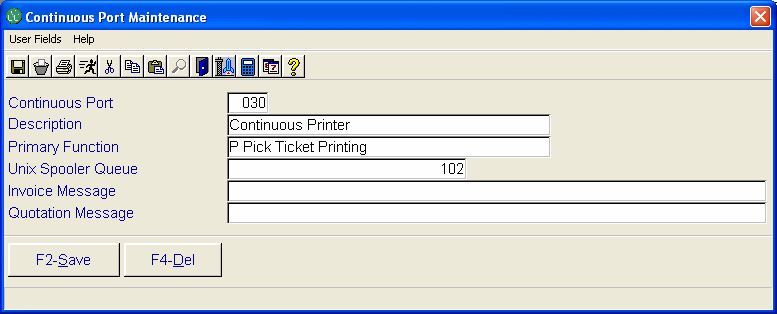 Continuous Port Maintenance
User Fields Help
Continuous Port 030
Description Continuous Printer
Primary Function P Pick Ticket Printing
Unix Spooler Queue 102
Invoice Message
Quotation Message
F2-Save F4-Del